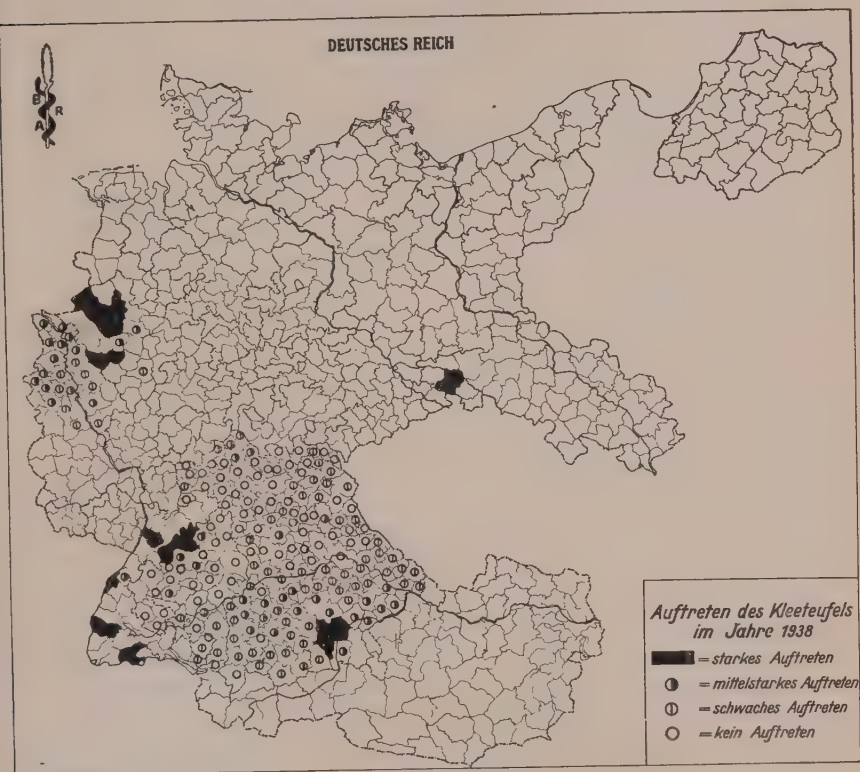 DEUTSCHES REICH
B R
A
Auftreten des Kleeteufels
im Jahre 1938
= starkes Auftreten
= mittelstarkes Auftreten
= schwaches Auftreten
= kein Auftreten